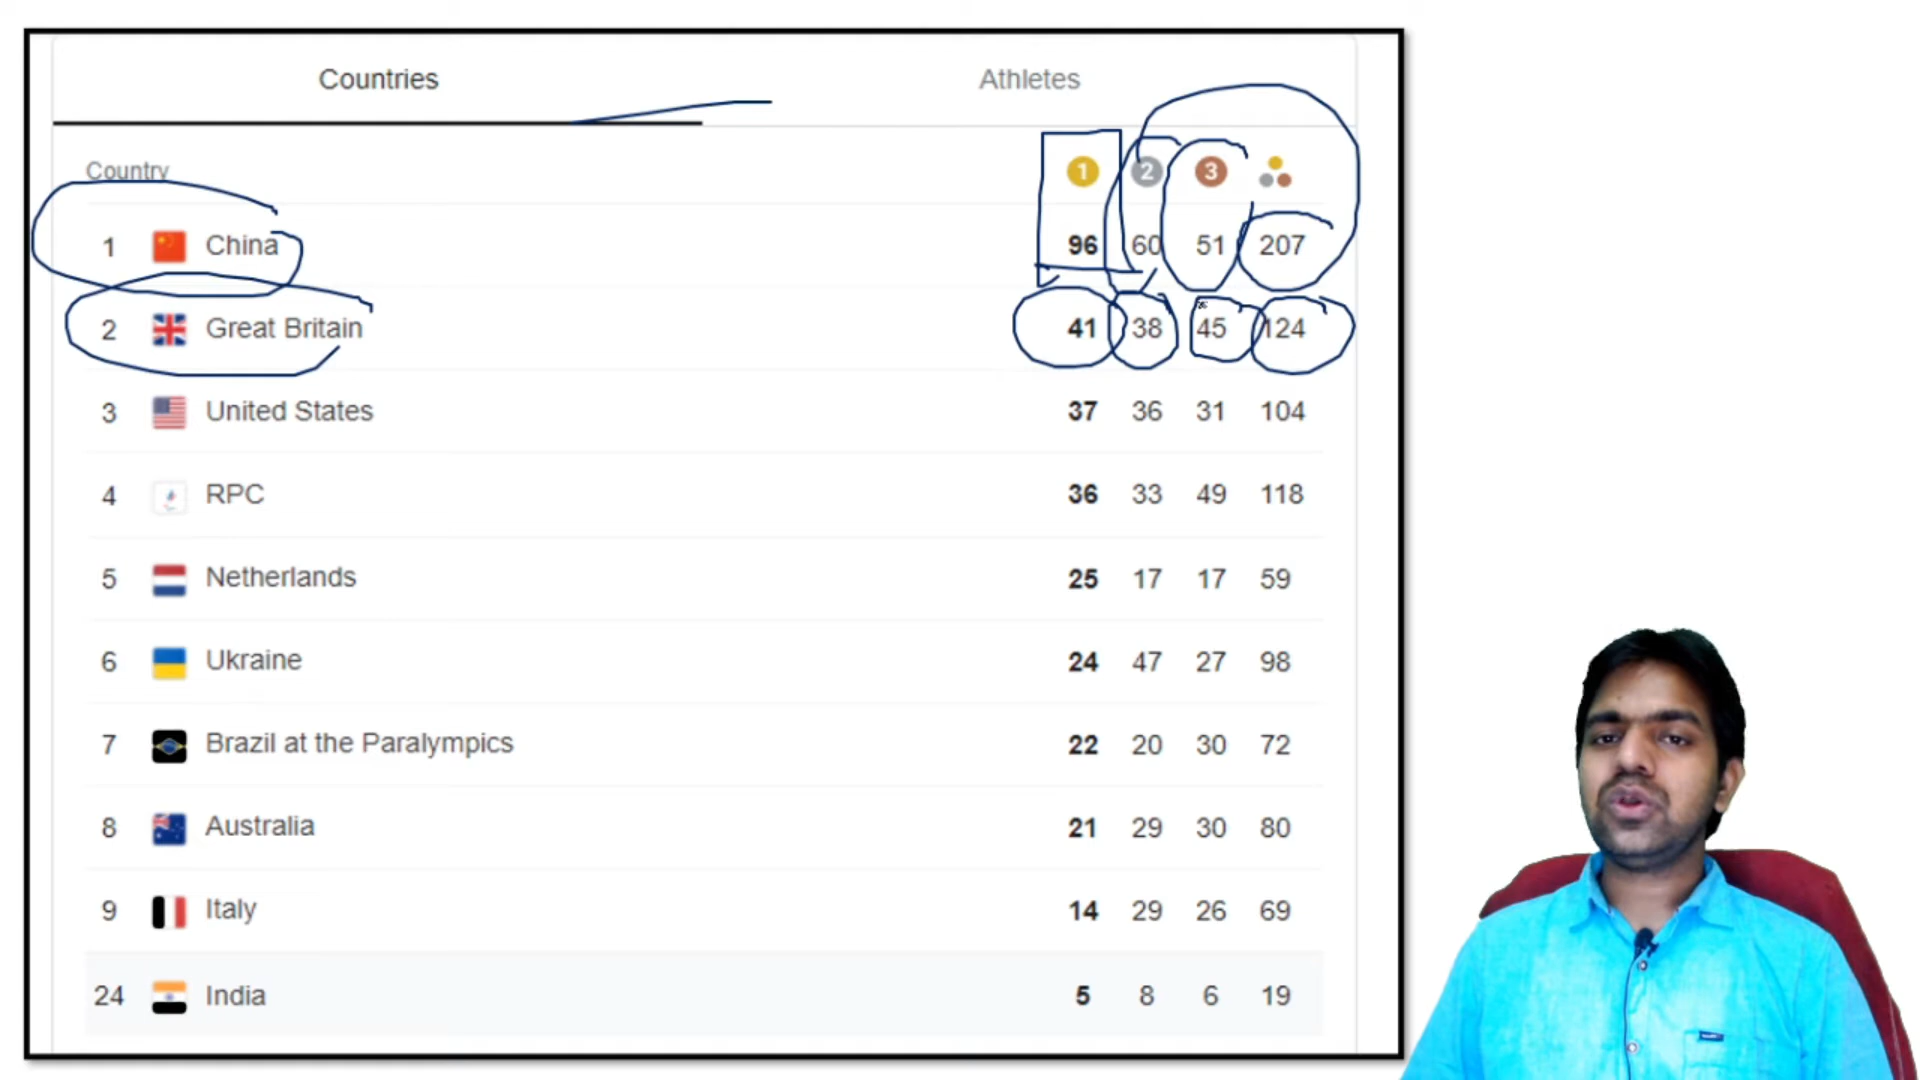 Countries Athletes
Country 1 2 3
1 China 96 60 51 207
2 Great Britain 41 38 45 124
3 United States 37 36 31 104
4 RPC 36 33 49 118
5 Netherlands 25 17 17 59
6 Ukraine 24 47 27 98
7 Brazil at the Paralympics 22 20 30 72
8 Australia 21 29 30 80
9 Italy 14 29 26 69
24 India 5 8 6 19